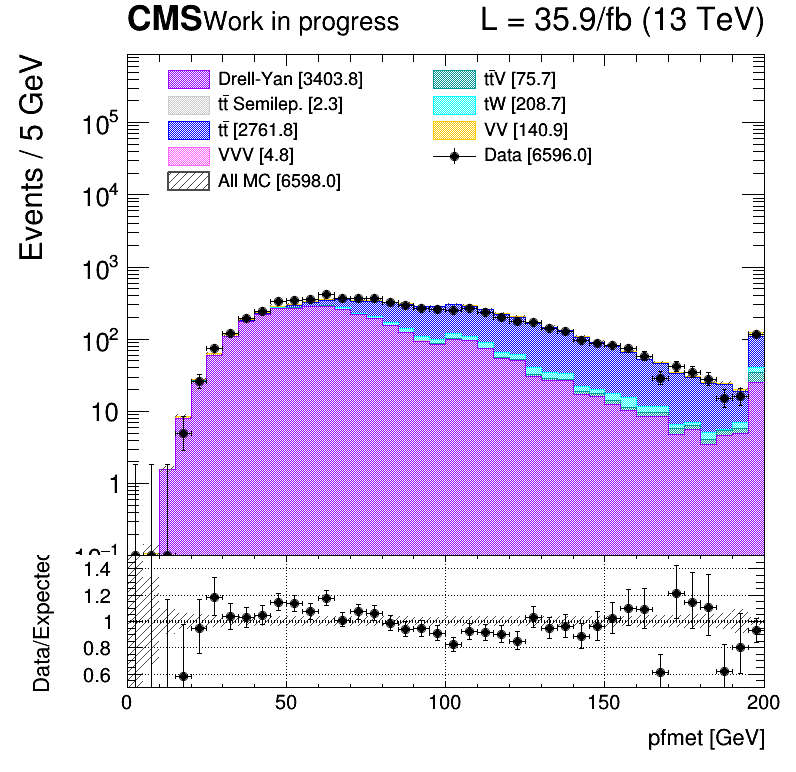 CMS Work in progress L = 35.9/fb (13 TeV)
Events / 5 GeV
Drell-Yan [3403.8] tt̄V [75.7]
tt̄ Semilep. [2.3] tW [208.7]
tt̄ [2761.8] VV [140.9]
VVV [4.8] Data [6596.0]
All MC [6598.0]
10⁵
10⁴
10³
10²
10
1
10⁻¹
Data/Expected
1.4
1.2
1
0.8
0.6
0 50 100 150 200
pfmet [GeV]